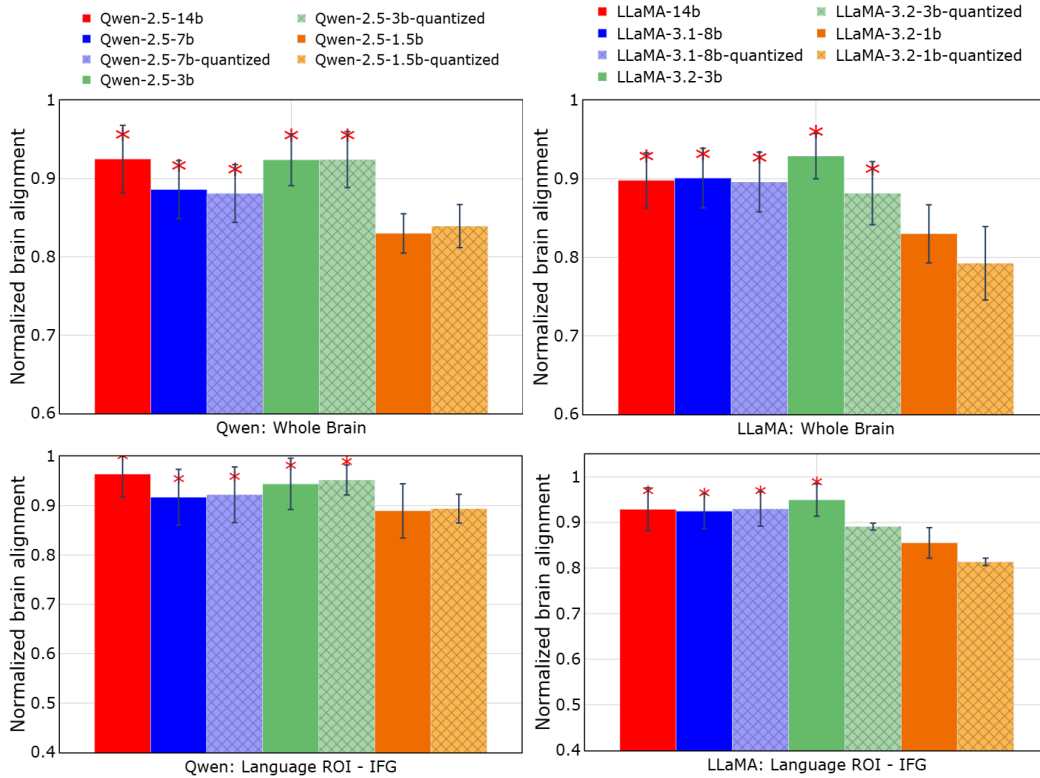 Qwen-2.5-14b
Qwen-2.5-7b
Qwen-2.5-7b-quantized
Qwen-2.5-3b
Qwen-2.5-3b-quantized
Qwen-2.5-1.5b
Qwen-2.5-1.5b-quantized
LLaMA-14b
LLaMA-3.1-8b
LLaMA-3.1-8b-quantized
LLaMA-3.2-3b
LLaMA-3.2-3b-quantized
LLaMA-3.2-1b
LLaMA-3.2-1b-quantized
Normalized brain alignment
1
0.9
0.8
0.7
0.6
Qwen: Whole Brain
Normalized brain alignment
1
0.9
0.8
0.7
0.6
LLaMA: Whole Brain
Normalized brain alignment
1
0.9
0.8
0.7
0.6
0.5
0.4
Qwen: Language ROI - IFG
Normalized brain alignment
1
0.9
0.8
0.7
0.6
0.5
0.4
LLaMA: Language ROI - IFG